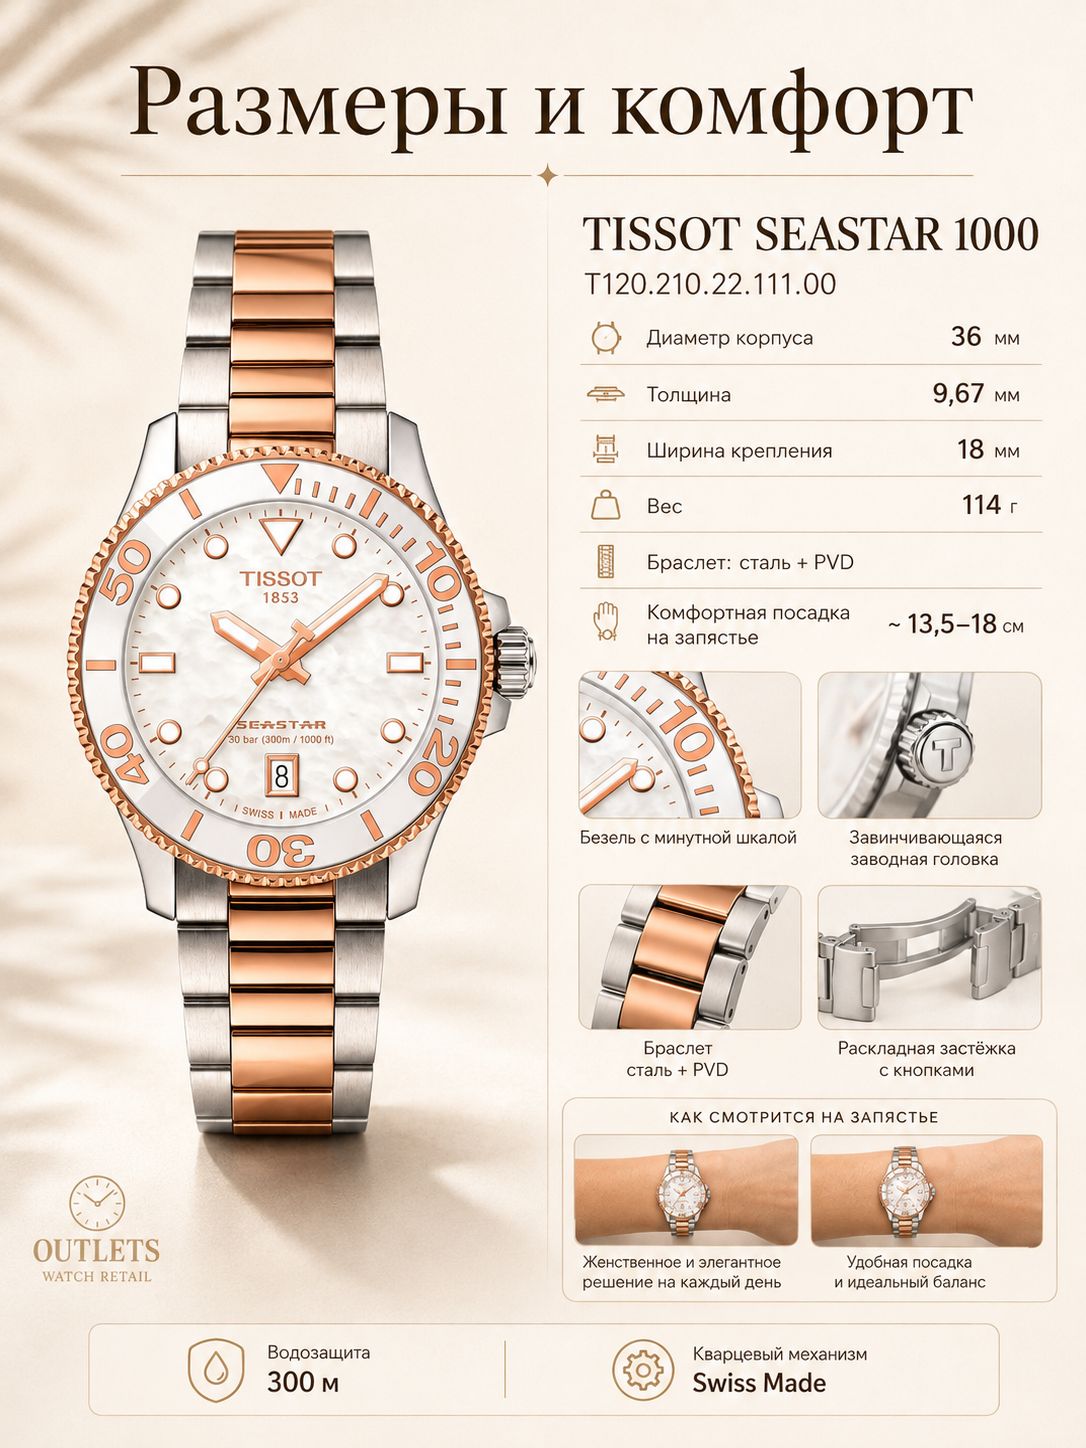 Размеры и комфорт
TISSOT SEASTAR 1000
T120.210.22.111.00
Диаметр корпуса 36 мм
Толщина 9,67 мм
Ширина крепления 18 мм
Вес 114 г
Браслет: сталь + PVD
Комфортная посадка
на запястье ~ 13,5–18 см
TISSOT
1853
SEASTAR
30 bar (300m / 1000 ft)
8
SWISS MADE
10
20
30
40
50
10
T
Безель с минутной шкалой
Завинчивающаяся
заводная головка
Браслет
сталь + PVD
Раскладная застёжка
с кнопками
КАК СМОТРИТСЯ НА ЗАПЯСТЬЕ
Женственное и элегантное
решение на каждый день
Удобная посадка
и идеальный баланс
OUTLETS
WATCH RETAIL
Водозащита
300 м
Кварцевый механизм
Swiss Made